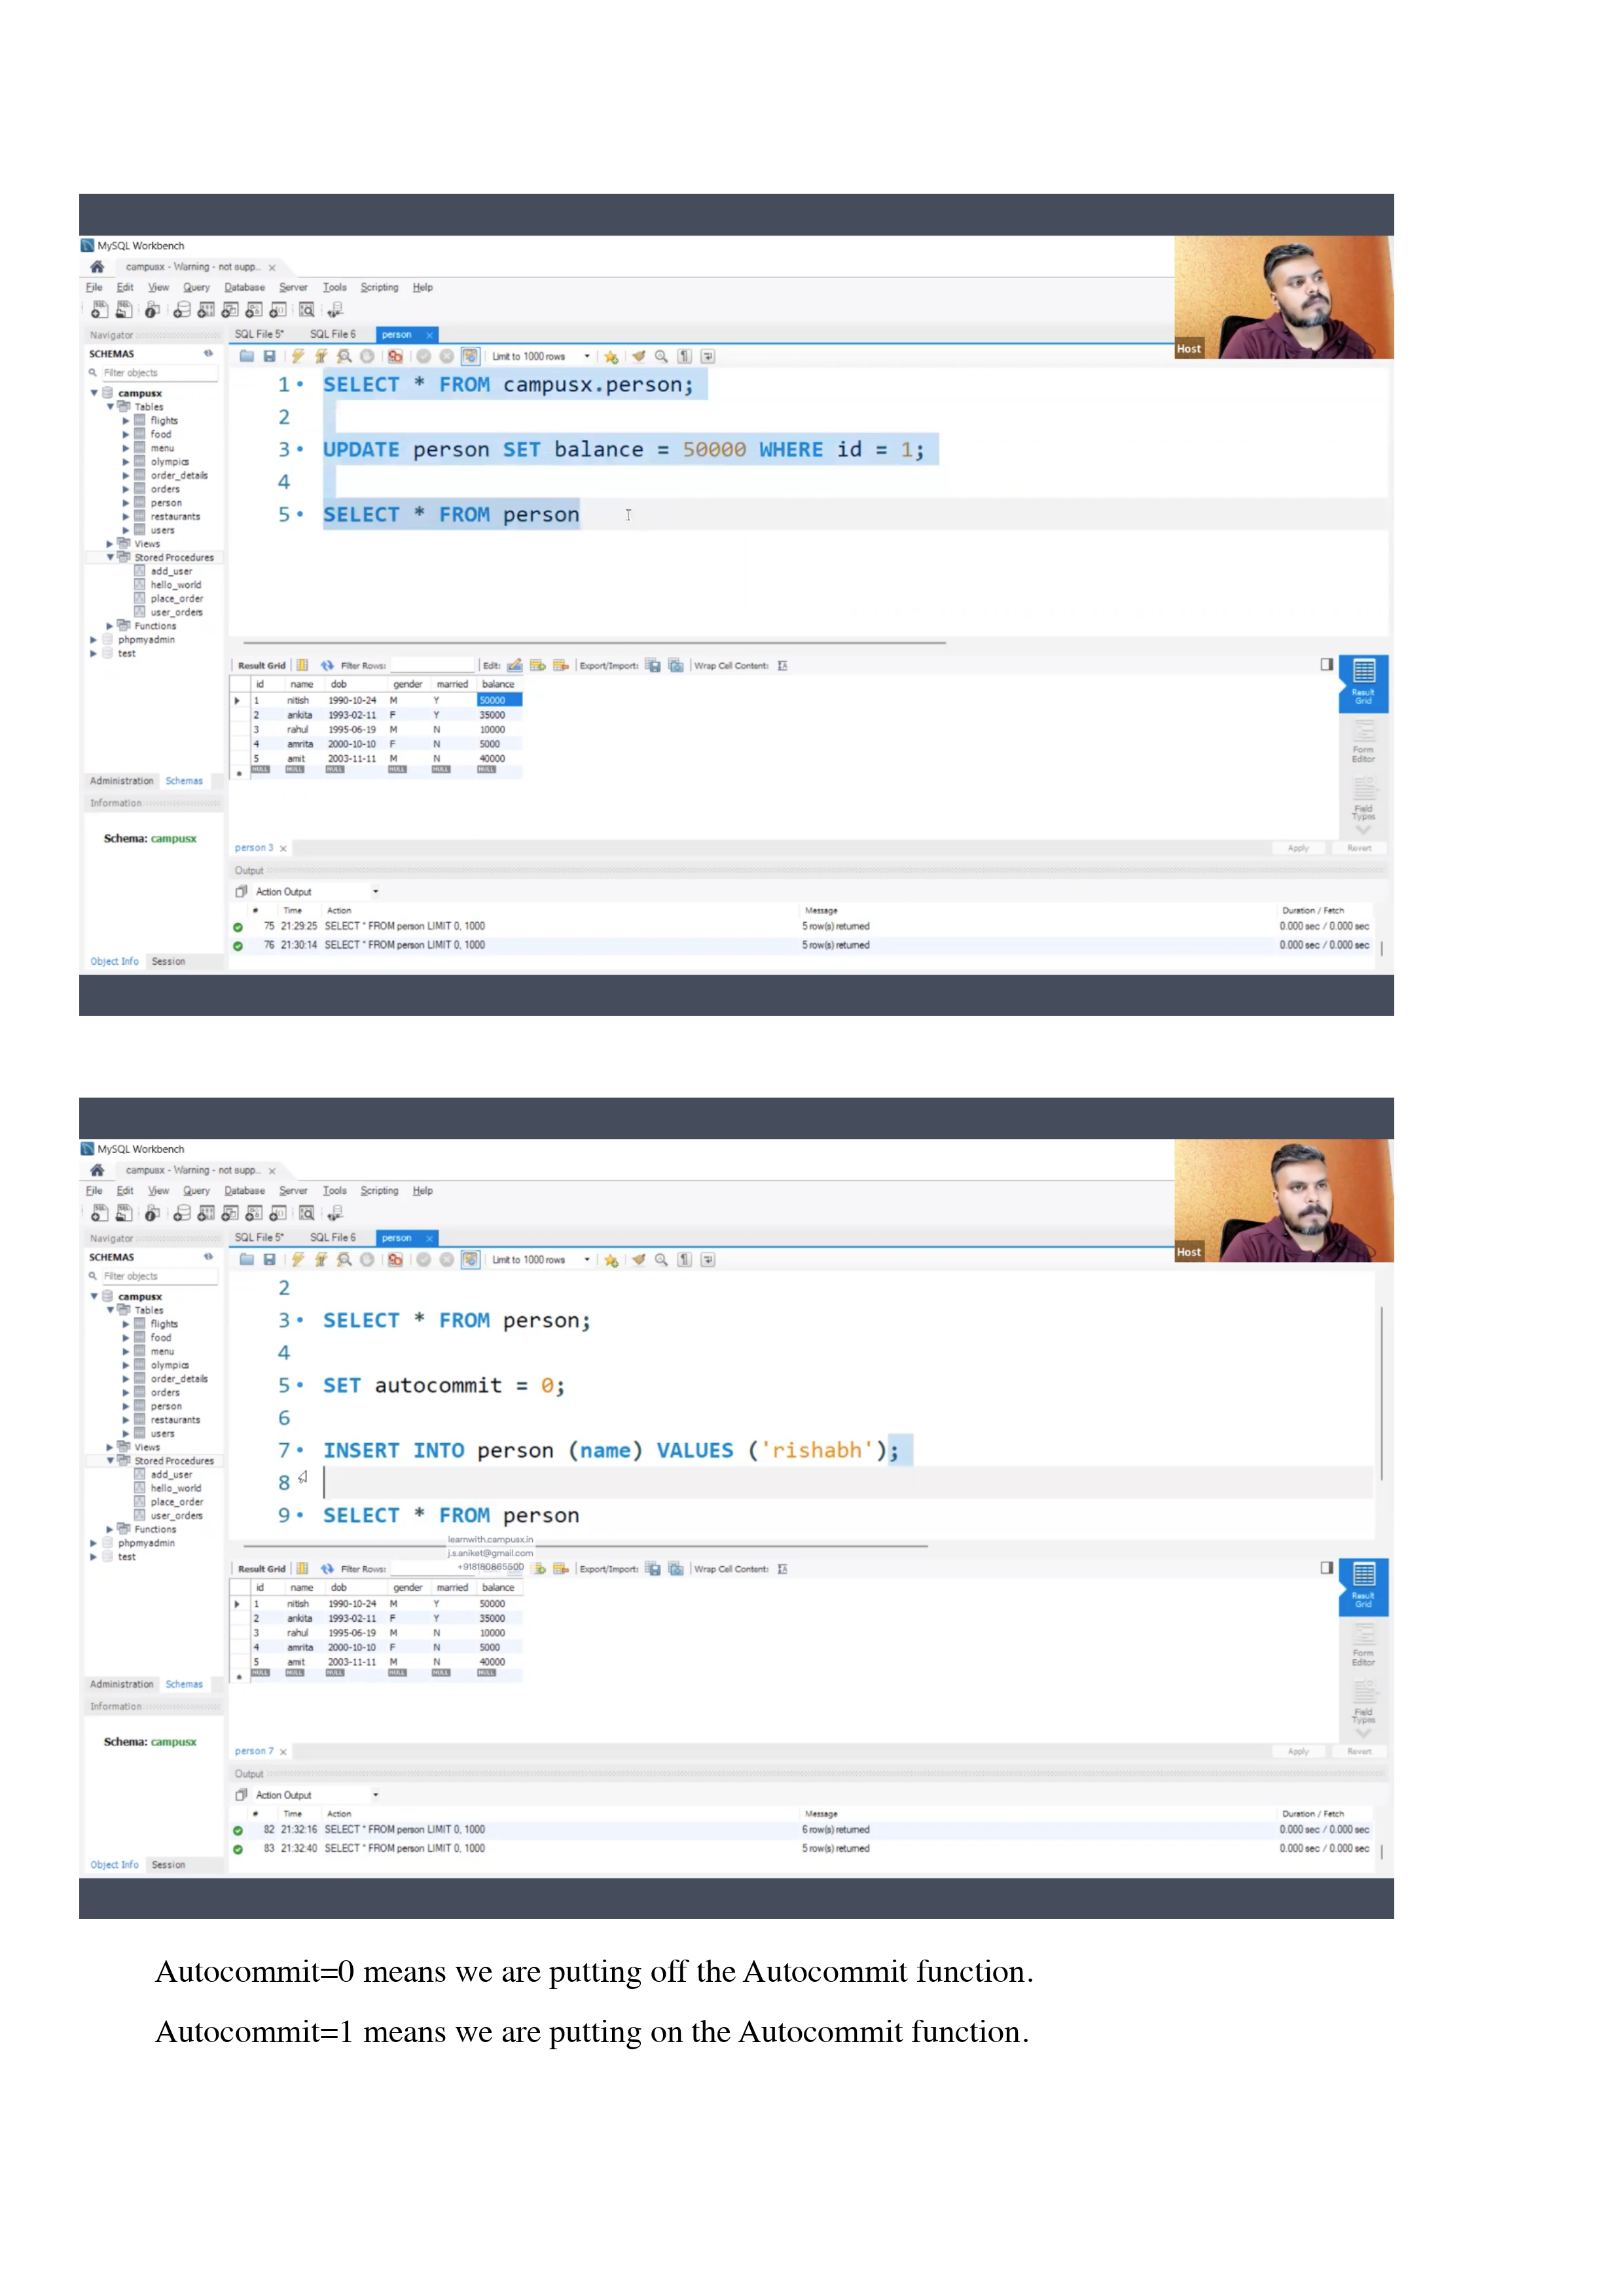 MySQL Workbench
campusx - Warning - not supp... ×
File Edit View Query Database Server Tools Scripting Help
Navigator
SQL File 5* SQL File 6 person ×
Host
SCHEMAS
Limit to 1000 rows
Filter objects
campusx
Tables
flights
food
menu
olympics
order_details
orders
person
restaurants
users
Views
Stored Procedures
add_user
hello_world
place_order
user_orders
Functions
phpmyadmin
test
Administration Schemas
Information
Schema: campusx
Object Info Session
1 SELECT * FROM campusx.person;
2
3 UPDATE person SET balance = 50000 WHERE id = 1;
4
5 SELECT * FROM person
Result Grid Filter Rows: Edit: Export/Import: Wrap Cell Content:
id name dob gender married balance
1 nitish 1990-10-24 M Y 50000
2 ankita 1993-02-11 F Y 35000
3 rahul 1995-06-19 M N 10000
4 amrita 2000-10-10 F N 5000
5 amit 2003-11-11 M N 40000
NULL NULL NULL NULL NULL NULL
Result Grid
Form Editor
Field Types
person 3 × Apply Revert
Output
Action Output
# Time Action Message Duration / Fetch
75 21:29:25 SELECT * FROM person LIMIT 0, 1000 5 row(s) returned 0.000 sec / 0.000 sec
76 21:30:14 SELECT * FROM person LIMIT 0, 1000 5 row(s) returned 0.000 sec / 0.000 sec
MySQL Workbench
campusx - Warning - not supp... ×
File Edit View Query Database Server Tools Scripting Help
Navigator
SQL File 5* SQL File 6 person ×
Host
SCHEMAS
Limit to 1000 rows
Filter objects
campusx
Tables
flights
food
menu
olympics
order_details
orders
person
restaurants
users
Views
Stored Procedures
add_user
hello_world
place_order
user_orders
Functions
phpmyadmin
test
Administration Schemas
Information
Schema: campusx
Object Info Session
2
3 SELECT * FROM person;
4
5 SET autocommit = 0;
6
7 INSERT INTO person (name) VALUES ('rishabh');
8
9 SELECT * FROM person
learnwith.campusx.in
j.s.aniket@gmail.com
+918180865500
Result Grid Filter Rows: Export/Import: Wrap Cell Content:
id name dob gender married balance
1 nitish 1990-10-24 M Y 50000
2 ankita 1993-02-11 F Y 35000
3 rahul 1995-06-19 M N 10000
4 amrita 2000-10-10 F N 5000
5 amit 2003-11-11 M N 40000
NULL NULL NULL NULL NULL NULL
Result Grid
Form Editor
Field Types
person 7 × Apply Revert
Output
Action Output
# Time Action Message Duration / Fetch
82 21:32:16 SELECT * FROM person LIMIT 0, 1000 6 row(s) returned 0.000 sec / 0.000 sec
83 21:32:40 SELECT * FROM person LIMIT 0, 1000 5 row(s) returned 0.000 sec / 0.000 sec
Autocommit=0 means we are putting off the Autocommit function.
Autocommit=1 means we are putting on the Autocommit function.